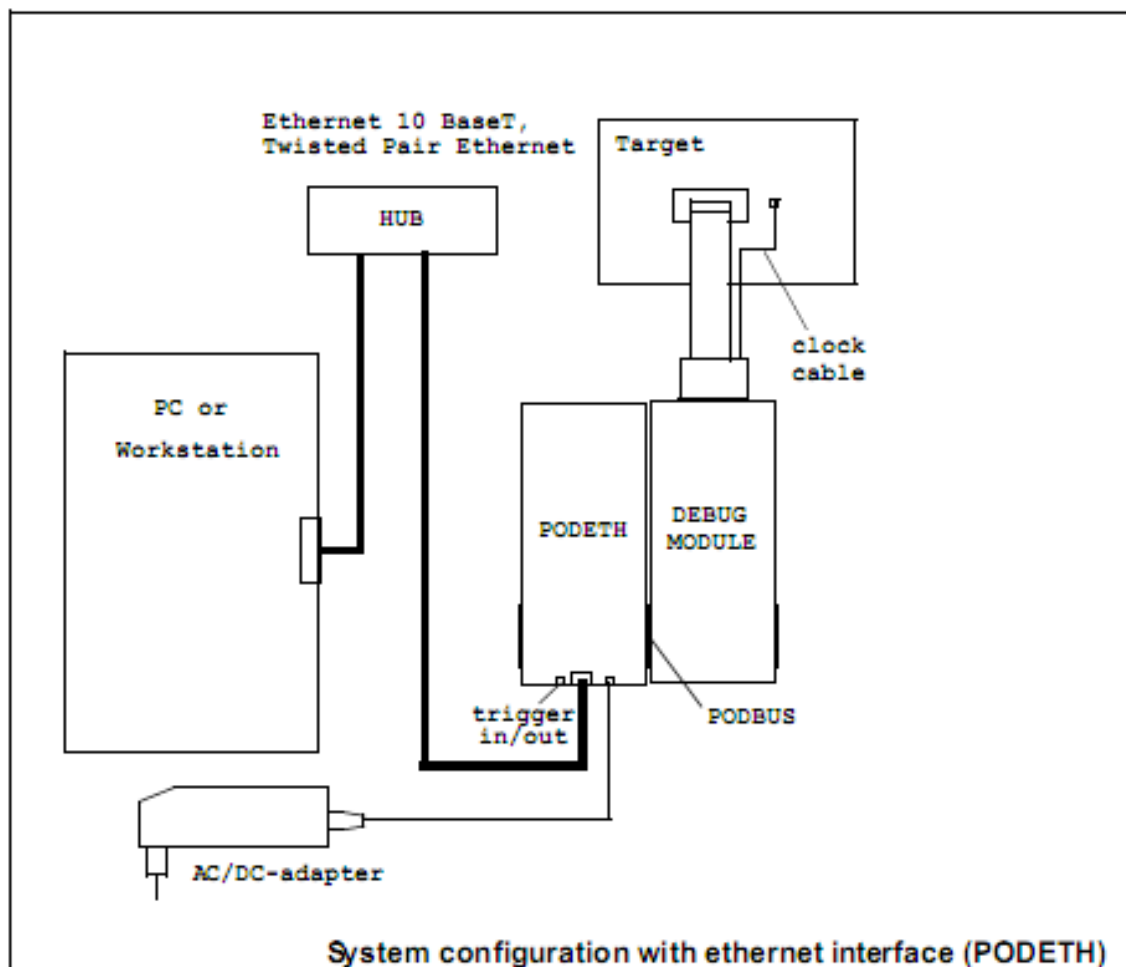 Ethernet 10 BaseT,
Twisted Pair Ethernet
HUB
Target
clock
cable
PC or
Workstation
PODETH
DEBUG
MODULE
trigger
in/out
PODBUS
AC/DC-adapter
System configuration with ethernet interface (PODETH)